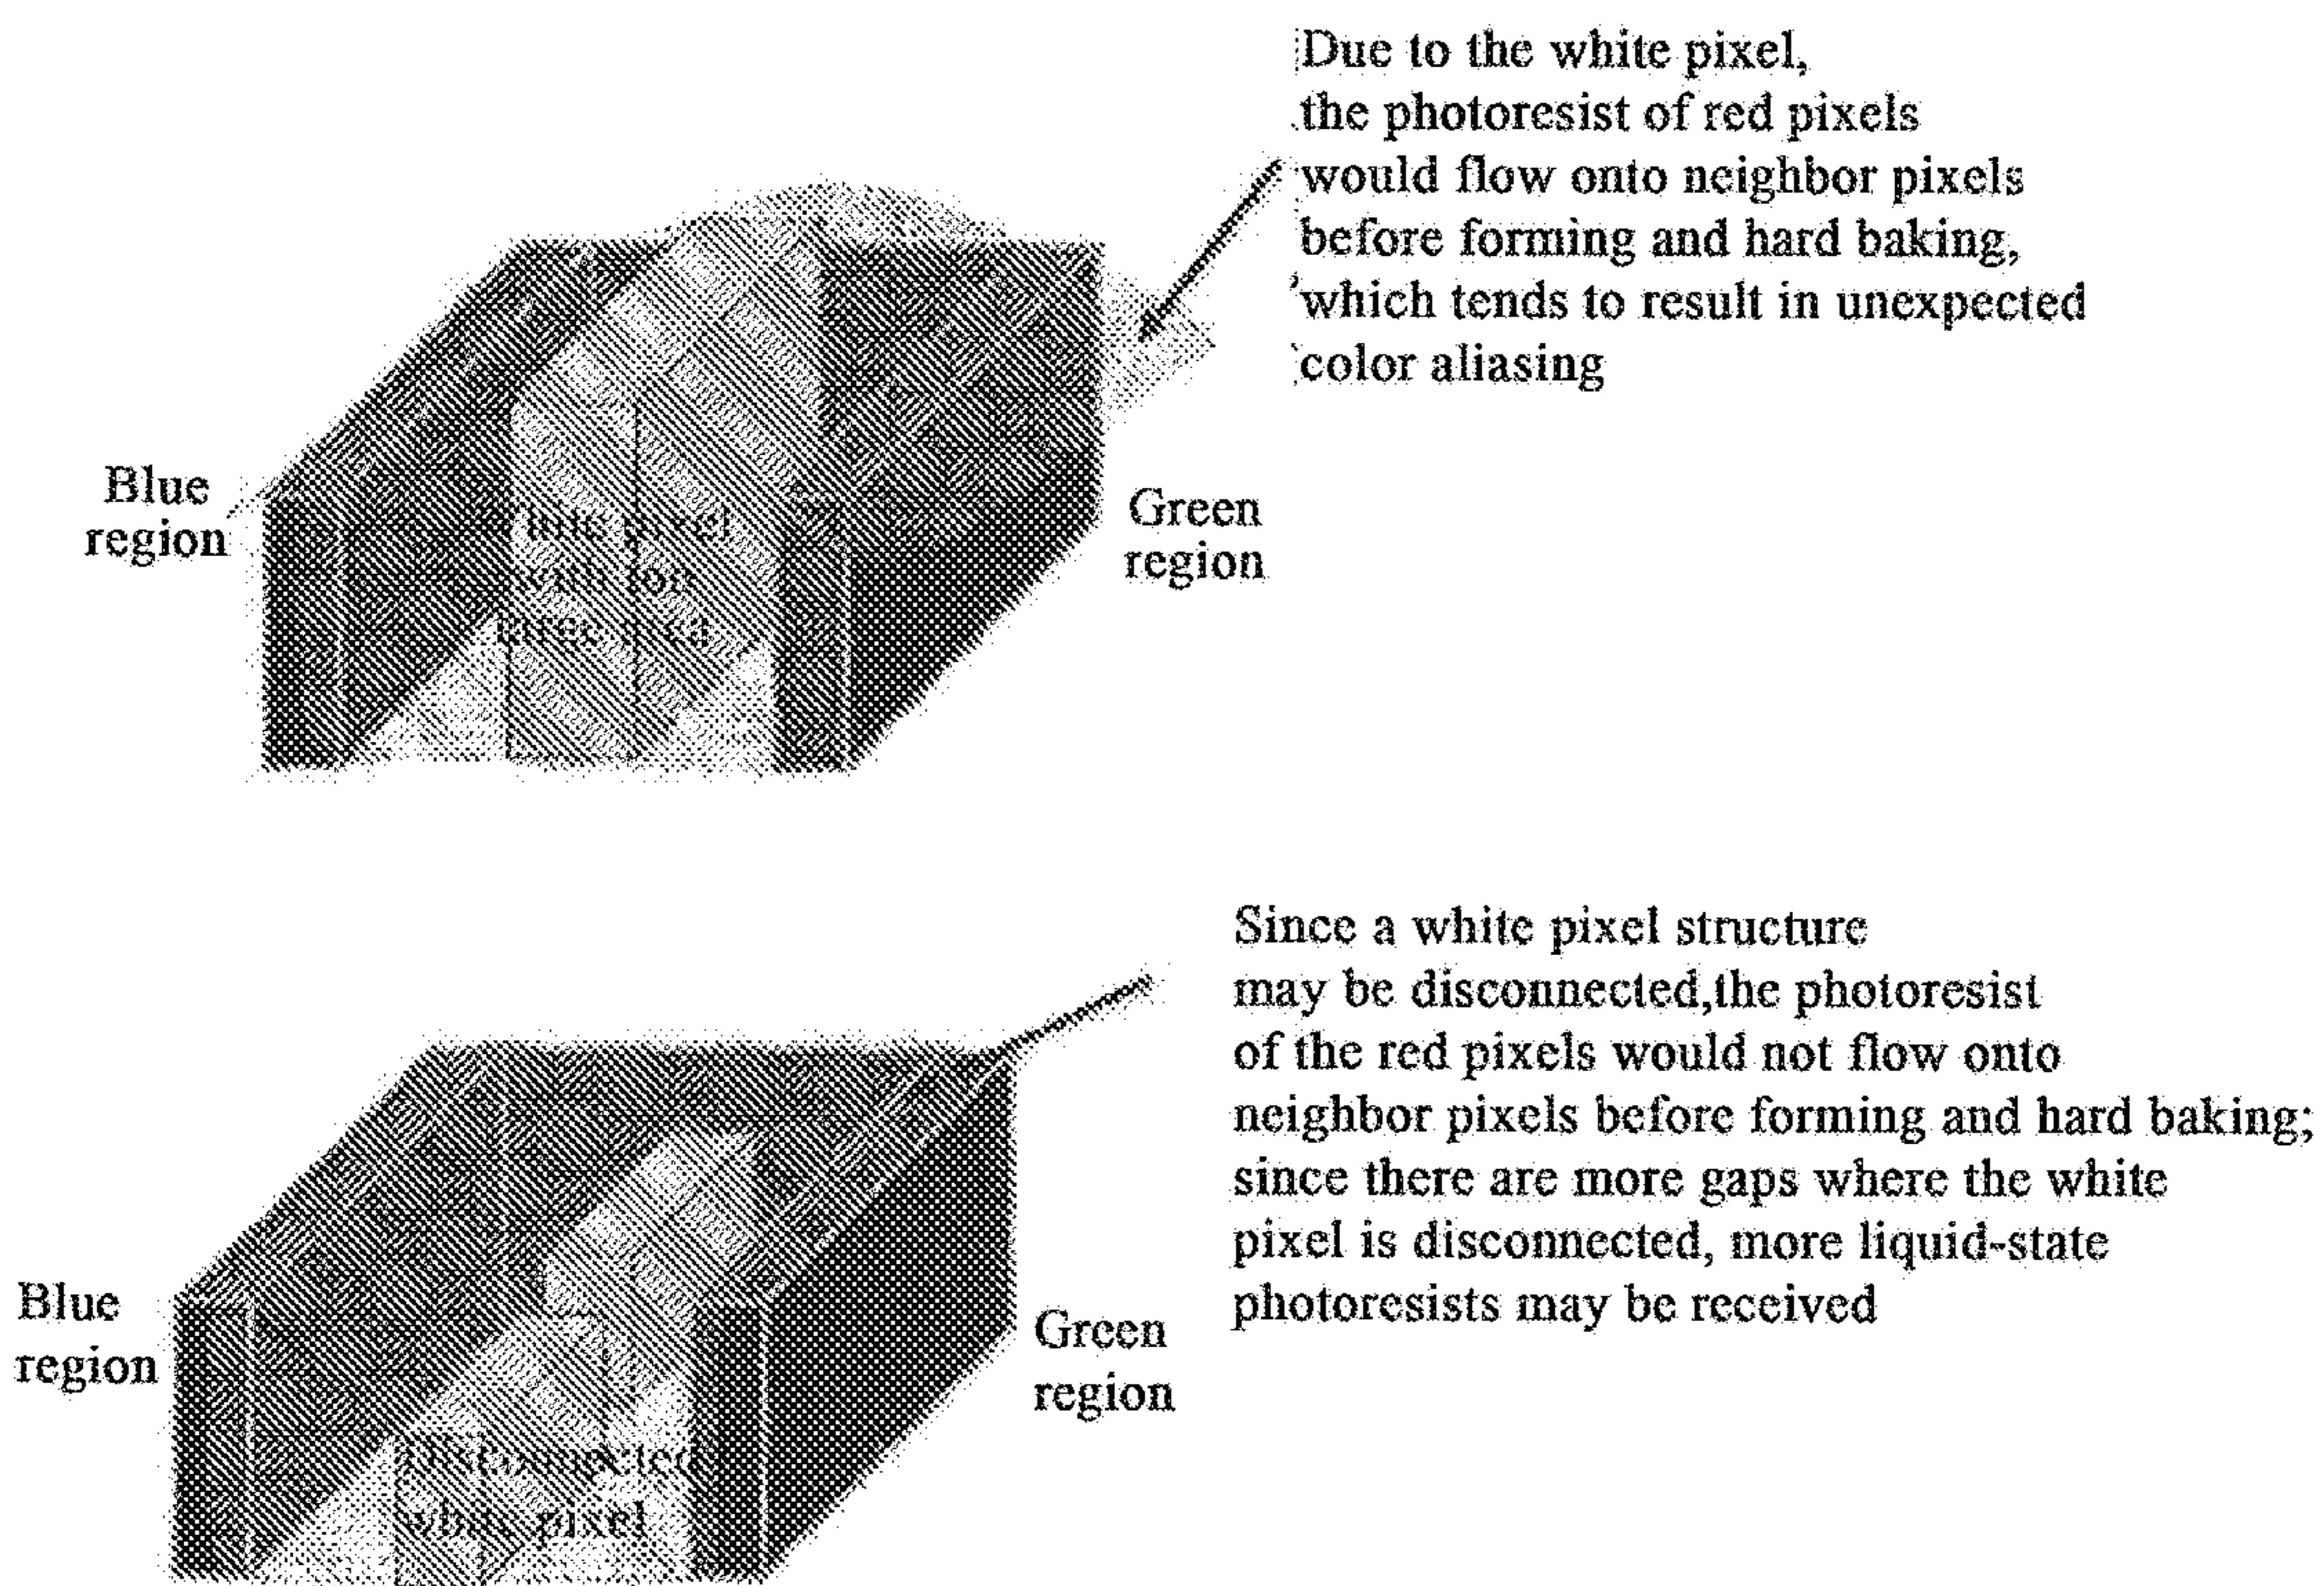 Due to the white pixel,
the photoresist of red pixels
would flow onto neighbor pixels
before forming and hard baking,
which tends to result in unexpected
color aliasing
Blue
region
Green
region
pixel
Since a white pixel structure
may be disconnected,the photoresist
of the red pixels would not flow onto
neighbor pixels before forming and hard baking;
since there are more gaps where the white
pixel is disconnected, more liquid-state
photoresists may be received
Blue
region
Green
region
Disconnected
white pixel